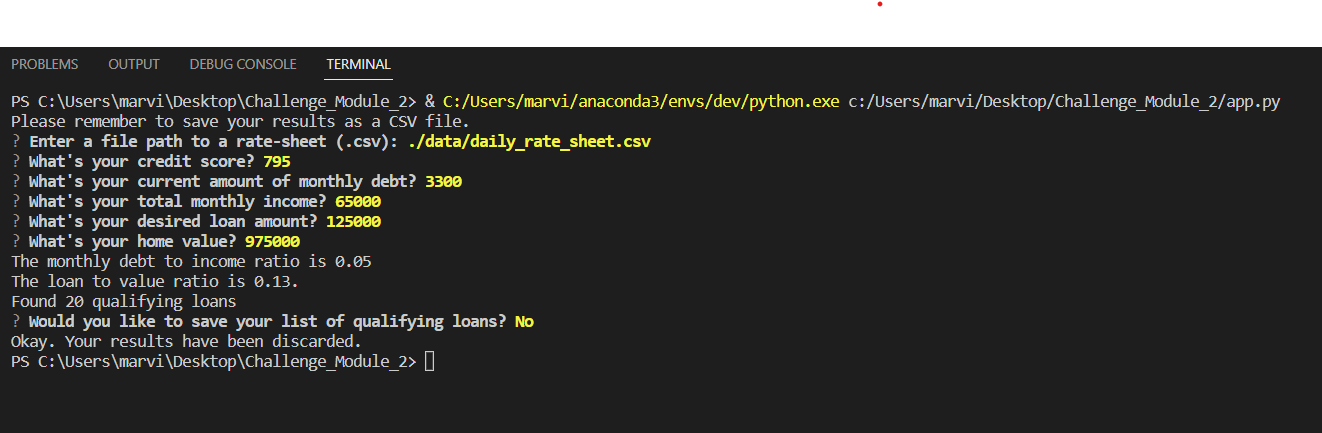 PROBLEMS OUTPUT DEBUG CONSOLE TERMINAL
PS C:\Users\marvi\Desktop\Challenge_Module_2> & C:/Users/marvi/anaconda3/envs/dev/python.exe c:/Users/marvi/Desktop/Challenge_Module_2/app.py
Please remember to save your results as a CSV file.
? Enter a file path to a rate-sheet (.csv): ./data/daily_rate_sheet.csv
? What's your credit score? 795
? What's your current amount of monthly debt? 3300
? What's your total monthly income? 65000
? What's your desired loan amount? 125000
? What's your home value? 975000
The monthly debt to income ratio is 0.05
The loan to value ratio is 0.13.
Found 20 qualifying loans
? Would you like to save your list of qualifying loans? No
Okay. Your results have been discarded.
PS C:\Users\marvi\Desktop\Challenge_Module_2>